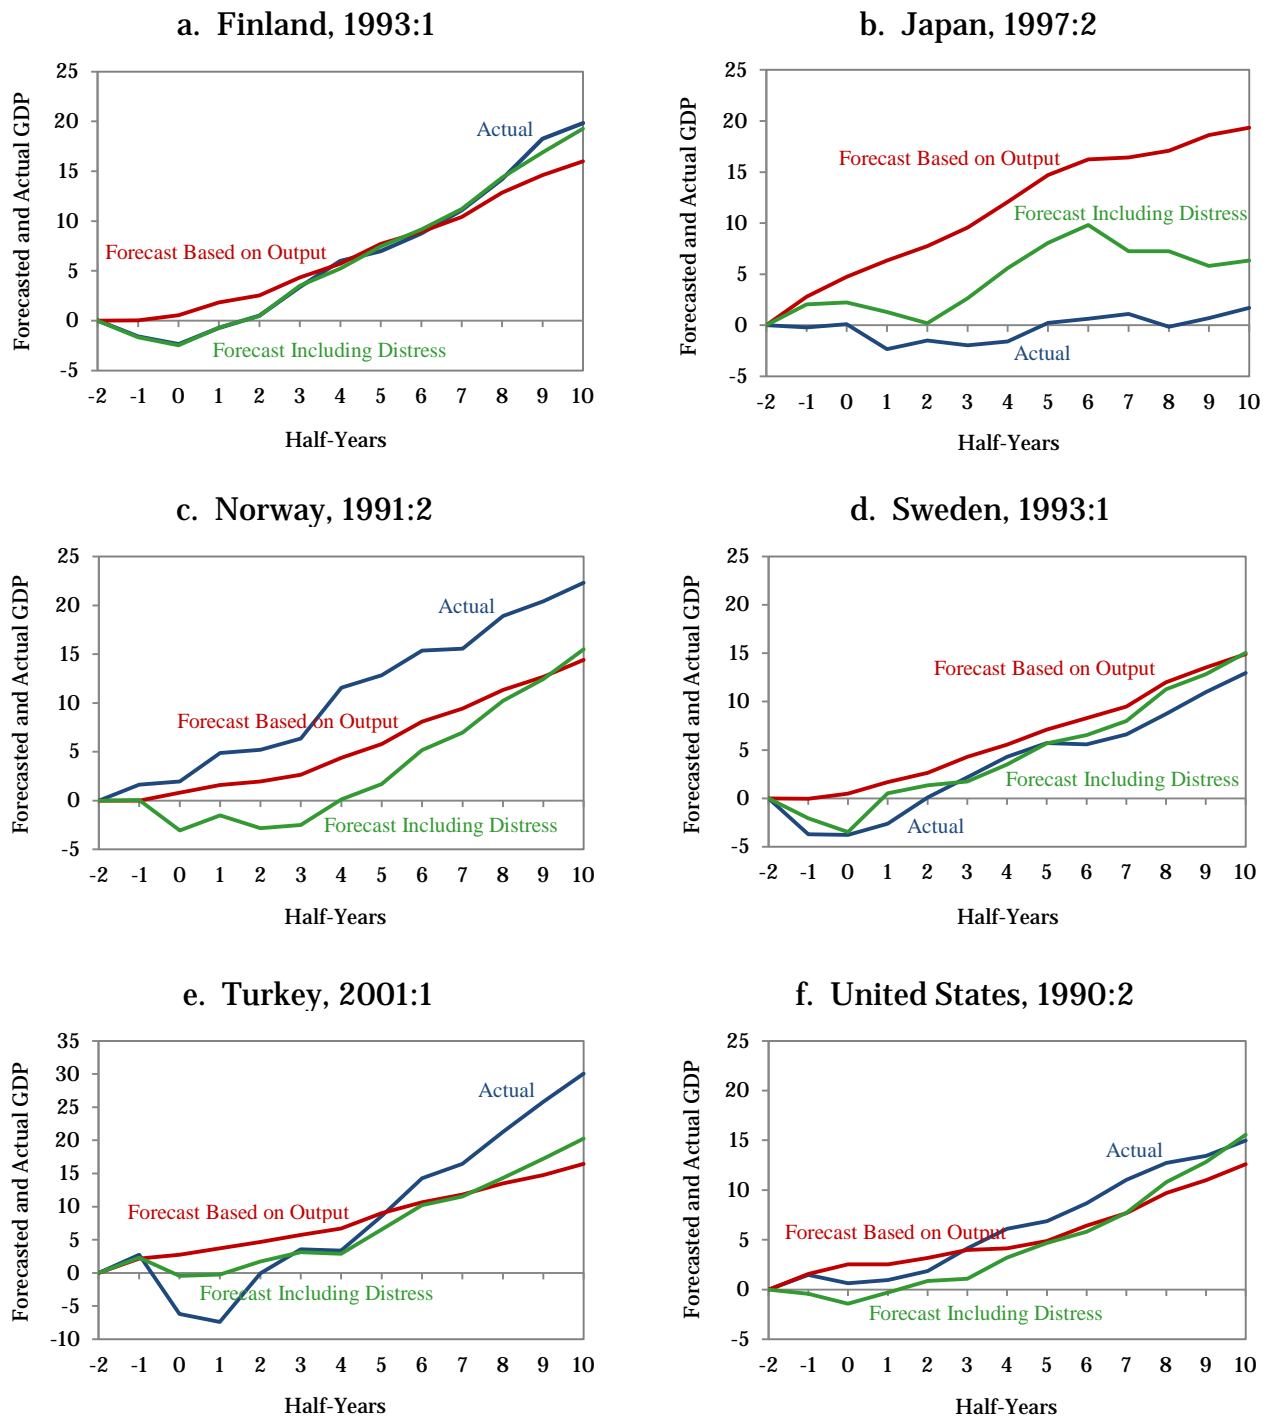 a. Finland, 1993:1
Forecasted and Actual GDP
25
20
15
10
5
0
-5
Actual
Forecast Based on Output
Forecast Including Distress
-2 -1 0 1 2 3 4 5 6 7 8 9 10
Half-Years
b. Japan, 1997:2
Forecasted and Actual GDP
25
20
15
10
5
0
-5
Forecast Based on Output
Forecast Including Distress
Actual
-2 -1 0 1 2 3 4 5 6 7 8 9 10
Half-Years
c. Norway, 1991:2
Forecasted and Actual GDP
25
20
15
10
5
0
-5
Actual
Forecast Based on Output
Forecast Including Distress
-2 -1 0 1 2 3 4 5 6 7 8 9 10
Half-Years
d. Sweden, 1993:1
Forecasted and Actual GDP
25
20
15
10
5
0
-5
Forecast Based on Output
Forecast Including Distress
Actual
-2 -1 0 1 2 3 4 5 6 7 8 9 10
Half-Years
e. Turkey, 2001:1
Forecasted and Actual GDP
35
30
25
20
15
10
5
0
-5
-10
Actual
Forecast Based on Output
Forecast Including Distress
-2 -1 0 1 2 3 4 5 6 7 8 9 10
Half-Years
f. United States, 1990:2
Forecasted and Actual GDP
25
20
15
10
5
0
-5
Actual
Forecast Based on Output
Forecast Including Distress
-2 -1 0 1 2 3 4 5 6 7 8 9 10
Half-Years